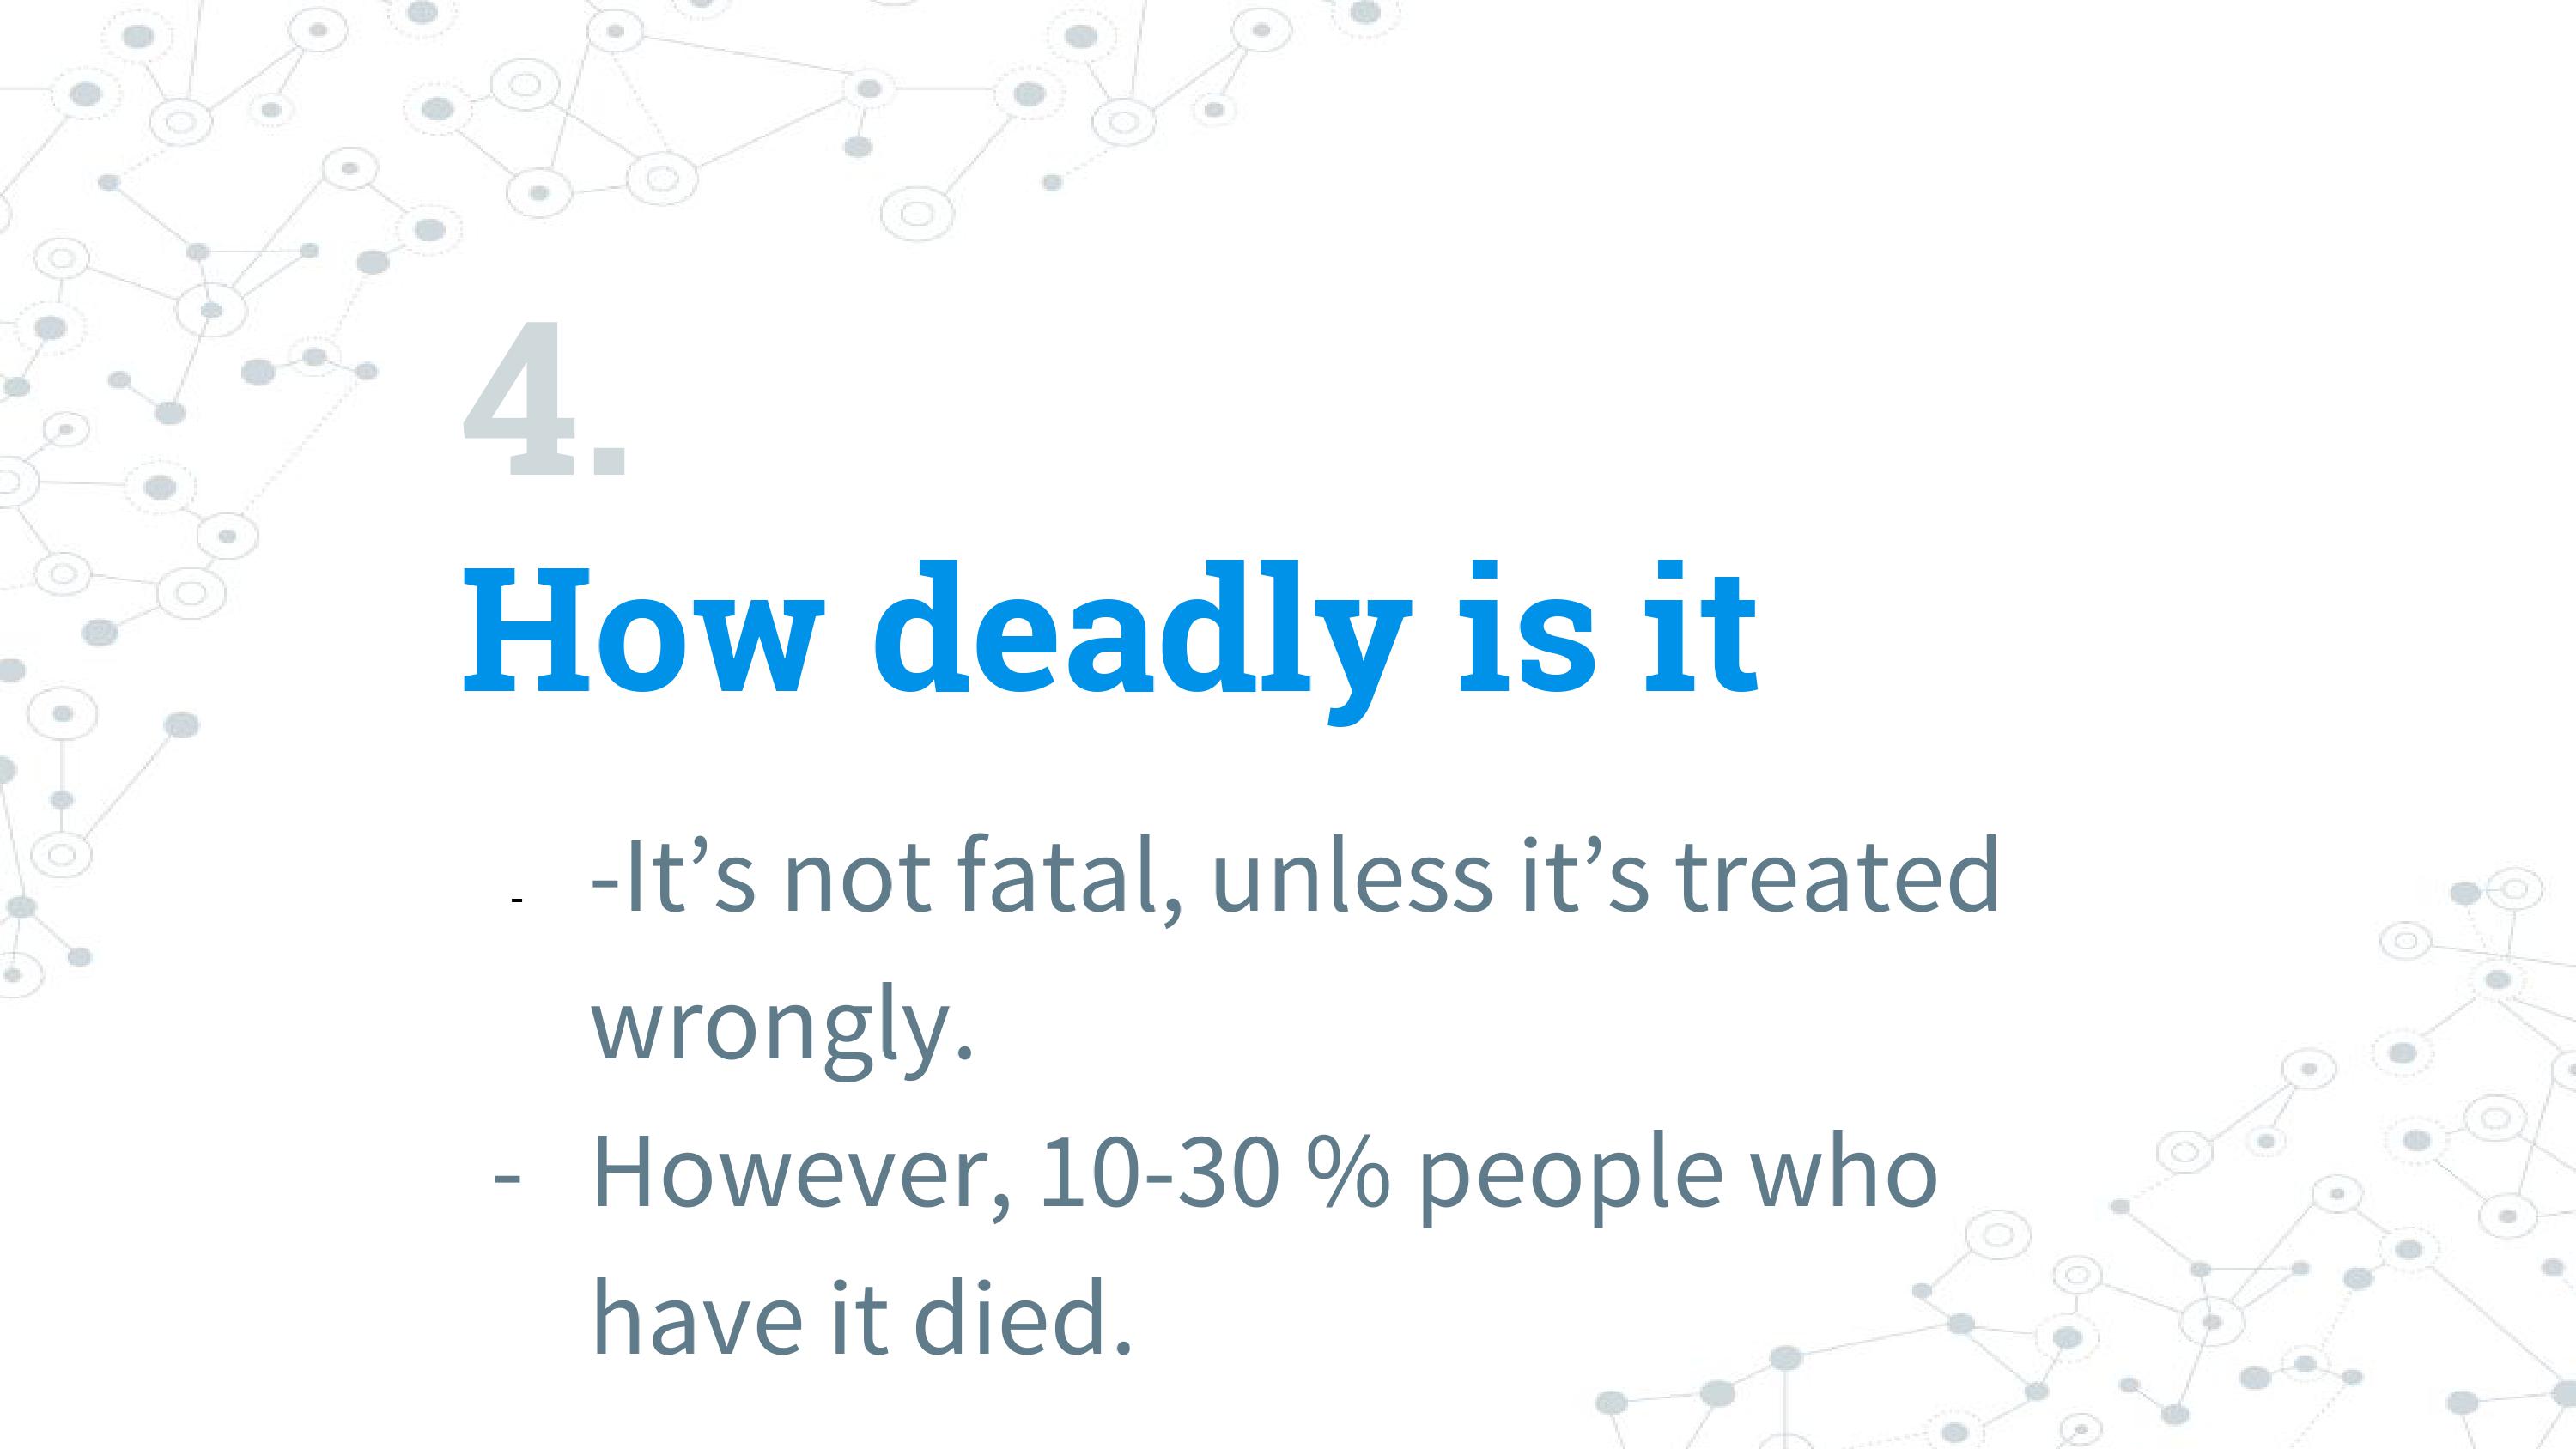 4.
How deadly is it
- -It’s not fatal, unless it’s treated
wrongly.
- However, 10-30 % people who
have it died.